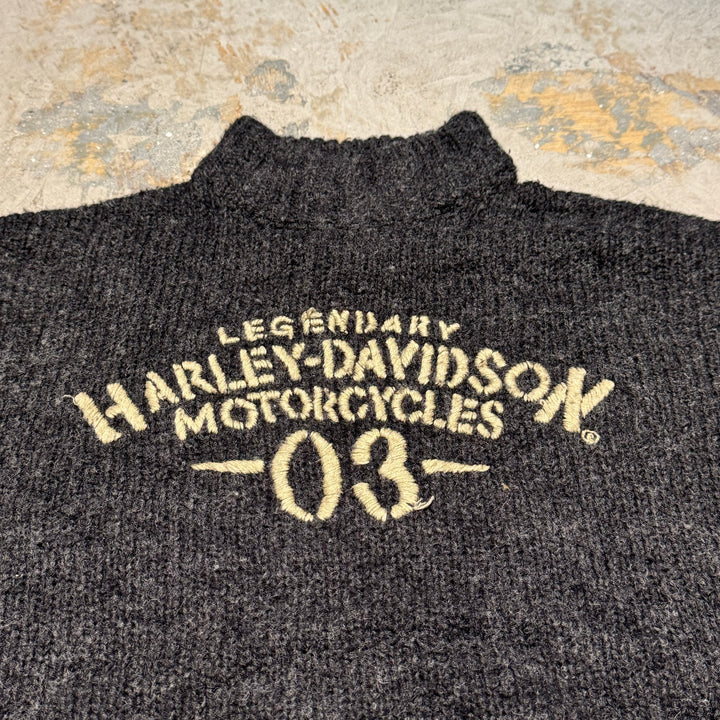 LEGENDARY
HARLEY-DAVIDSON®
MOTORCYCLES
-03-